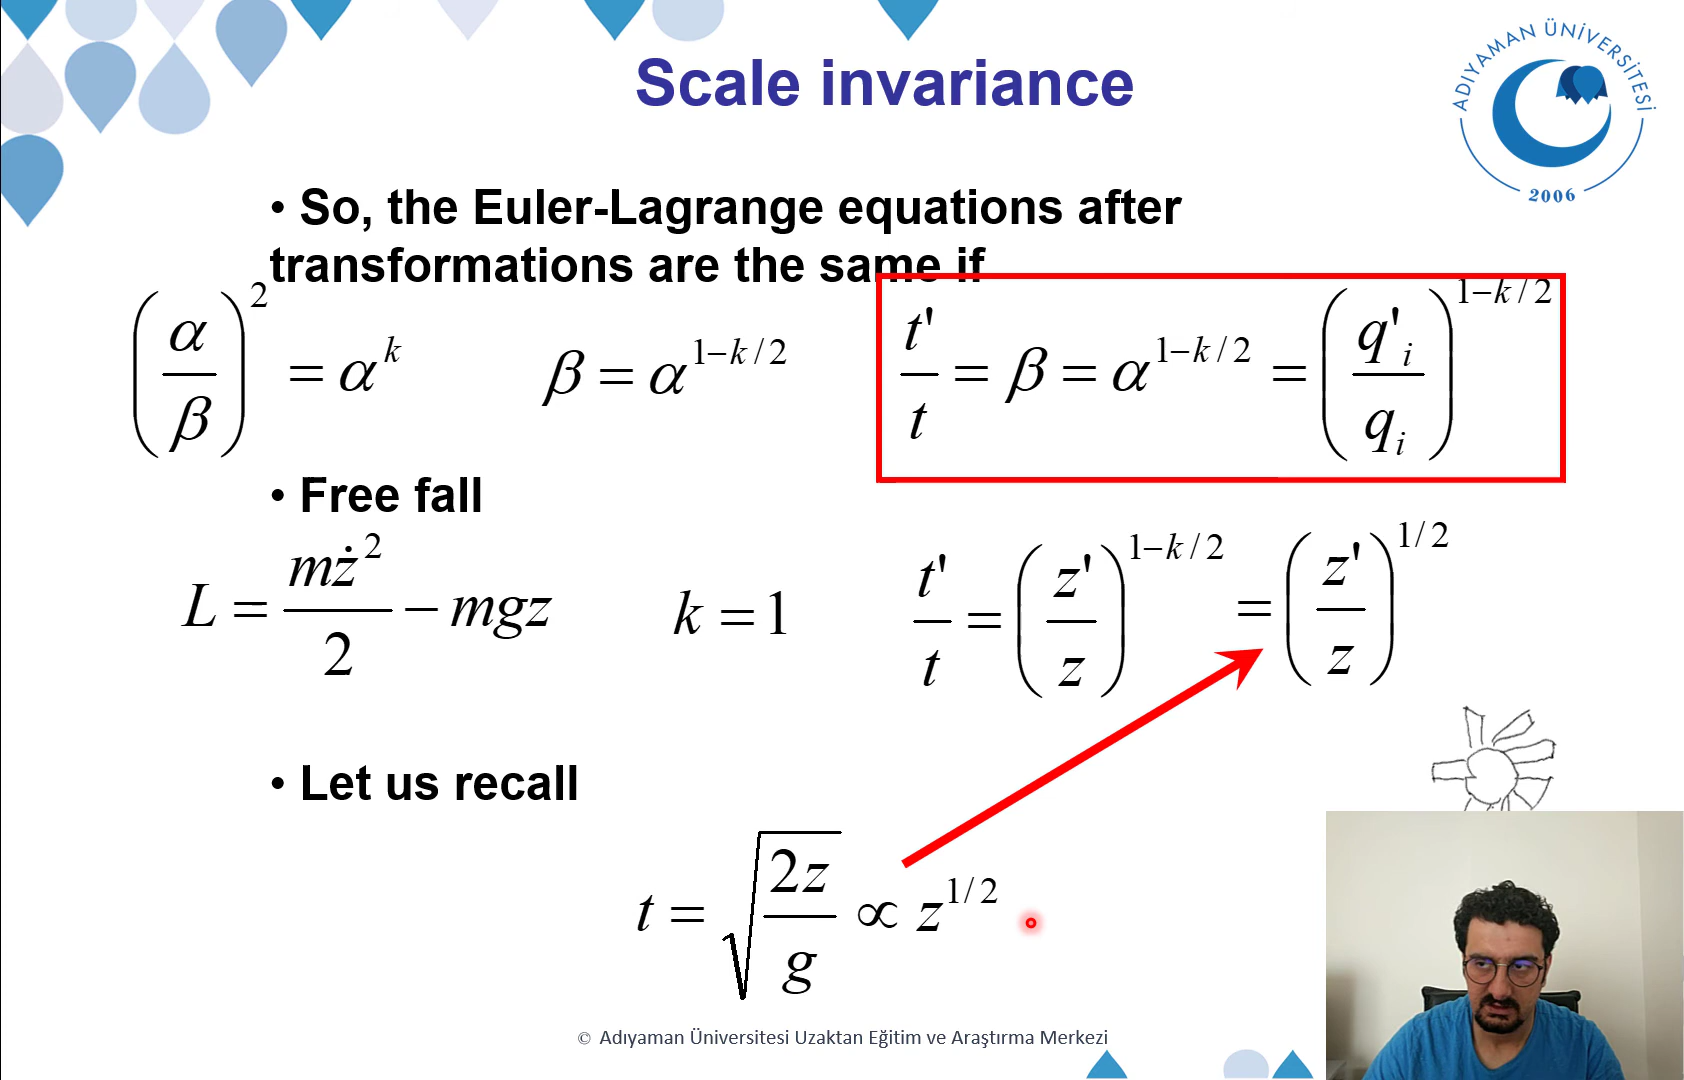 Scale invariance
ADIYAMAN ÜNİVERSİTESİ
2006
• So, the Euler-Lagrange equations after
transformations are the same if
(α/β)² = α^k    β = α^(1−k/2)    t'/t = β = α^(1−k/2) = (q'_i/q_i)^(1−k/2)
• Free fall
L = mż²/2 − mgz    k = 1    t'/t = (z'/z)^(1−k/2) = (z'/z)^(1/2)
• Let us recall
t = √(2z/g) ∝ z^(1/2)
© Adıyaman Üniversitesi Uzaktan Eğitim ve Araştırma Merkezi